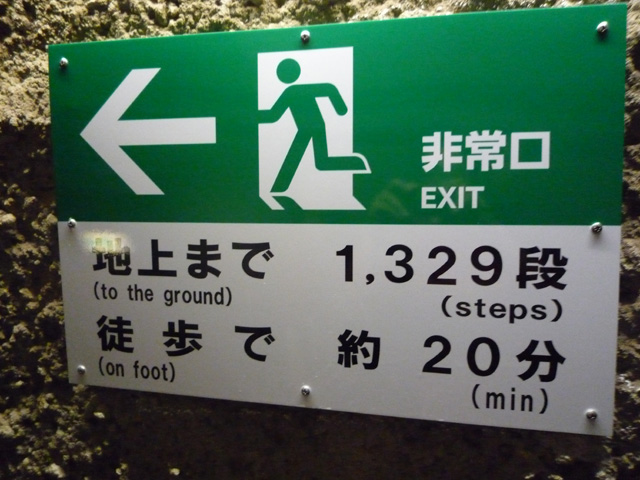 非常口
EXIT
地上まで 1,329段
(to the ground) (steps)
徒歩で 約20分
(on foot) (min)